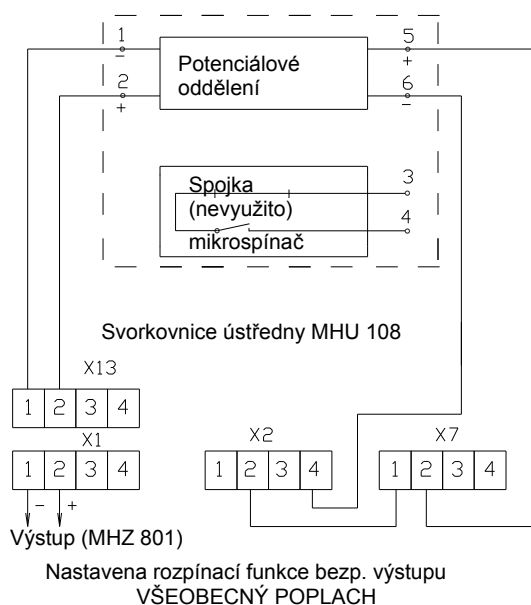 1 5
- +
Potenciálové
oddělení
2 6
+ -
Spojka
(nevyužito)
mikrospínač
3
4
Svorkovnice ústředny MHU 108
X13
1 2 3 4
X1 X2 X7
1 2 3 4 1 2 3 4 1 2 3 4
- +
Výstup (MHZ 801)
Nastavena rozpínací funkce bezp. výstupu
VŠEOBECNÝ POPLACH